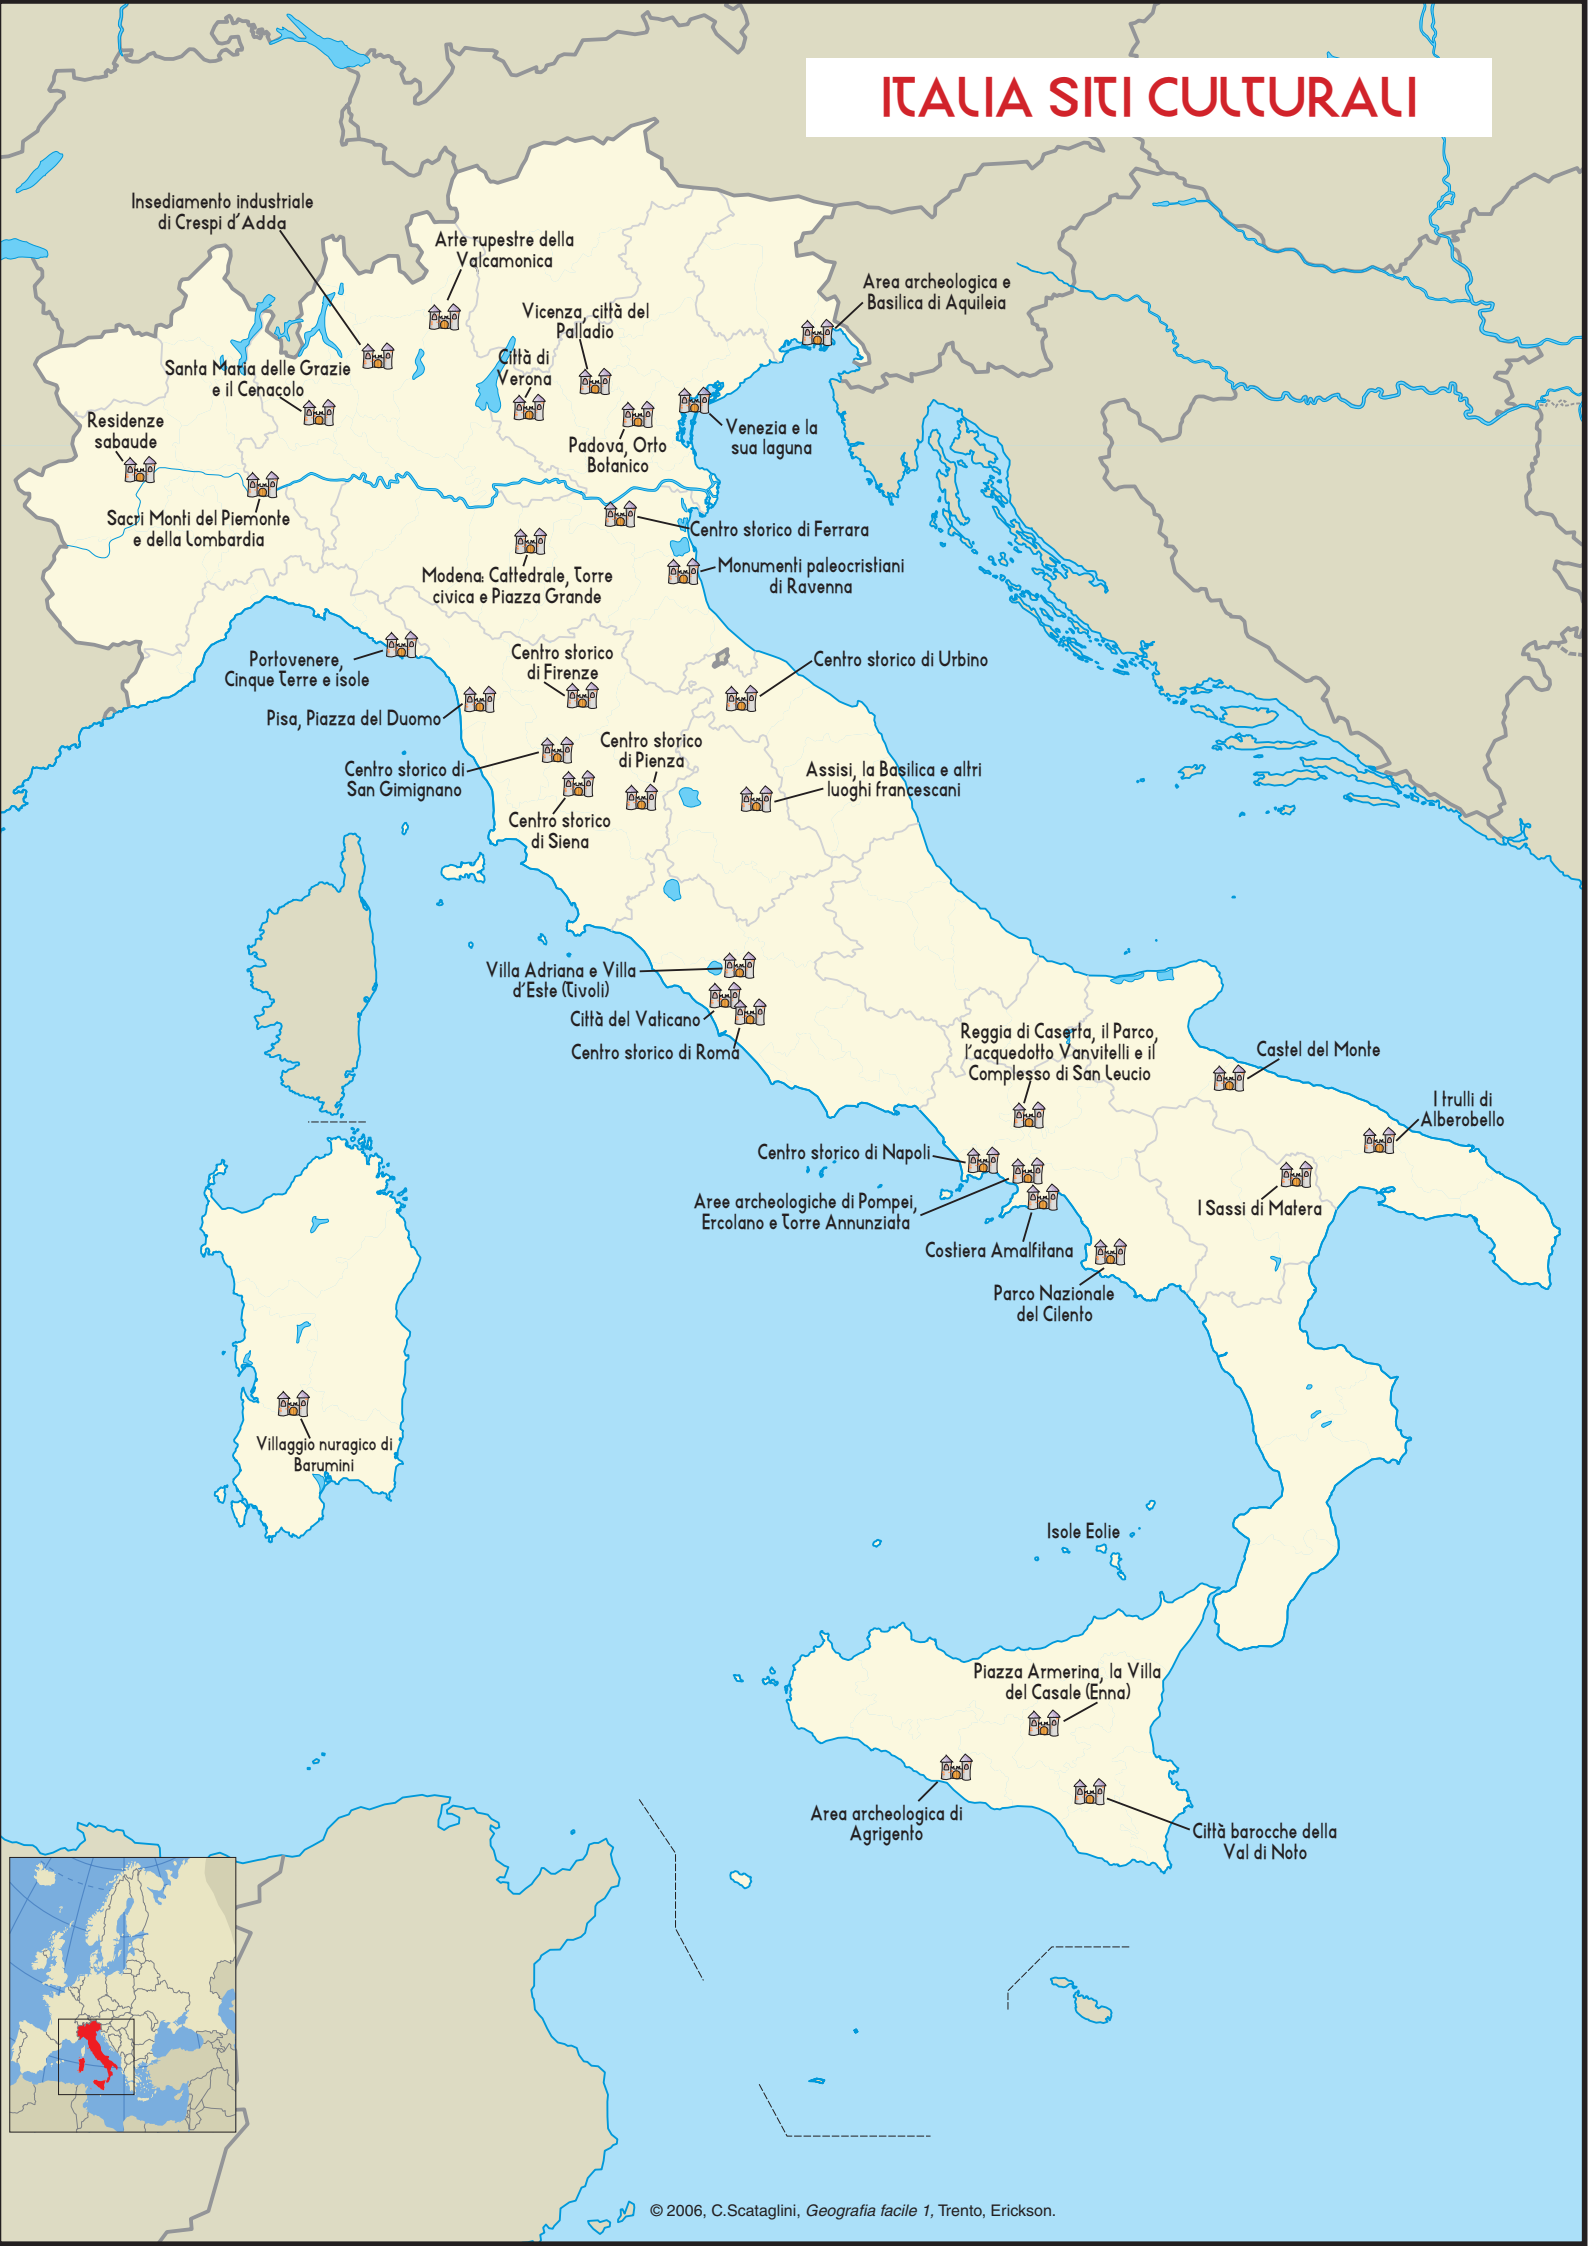 ITALIA SITI CULTURALI
Insediamento industriale
di Crespi d'Adda
Arte rupestre della
Valcamonica
Area archeologica e
Basilica di Aquileia
Vicenza, città del
Palladio
Città di
Verona
Santa Maria delle Grazie
e il Cenacolo
Residenze
sabaude
Venezia e la
sua laguna
Padova, Orto
Botanico
Sacri Monti del Piemonte
e della Lombardia
Centro storico di Ferrara
Modena: Cattedrale, Torre
civica e Piazza Grande
Monumenti paleocristiani
di Ravenna
Portovenere,
Cinque Terre e isole
Centro storico
di Firenze
Centro storico di Urbino
Pisa, Piazza del Duomo
Centro storico di
San Gimignano
Centro storico
di Pienza
Assisi, la Basilica e altri
luoghi francescani
Centro storico
di Siena
Villa Adriana e Villa
d'Este (Tivoli)
Città del Vaticano
Centro storico di Roma
Reggia di Caserta, il Parco,
l'acquedotto Vanvitelli e il
Complesso di San Leucio
Castel del Monte
I trulli di
Alberobello
Centro storico di Napoli
Aree archeologiche di Pompei,
Ercolano e Torre Annunziata
I Sassi di Matera
Costiera Amalfitana
Parco Nazionale
del Cilento
Villaggio nuragico di
Barumini
Isole Eolie
Piazza Armerina, la Villa
del Casale (Enna)
Area archeologica di
Agrigento
Città barocche della
Val di Noto
© 2006, C.Scataglini, Geografia facile 1, Trento, Erickson.